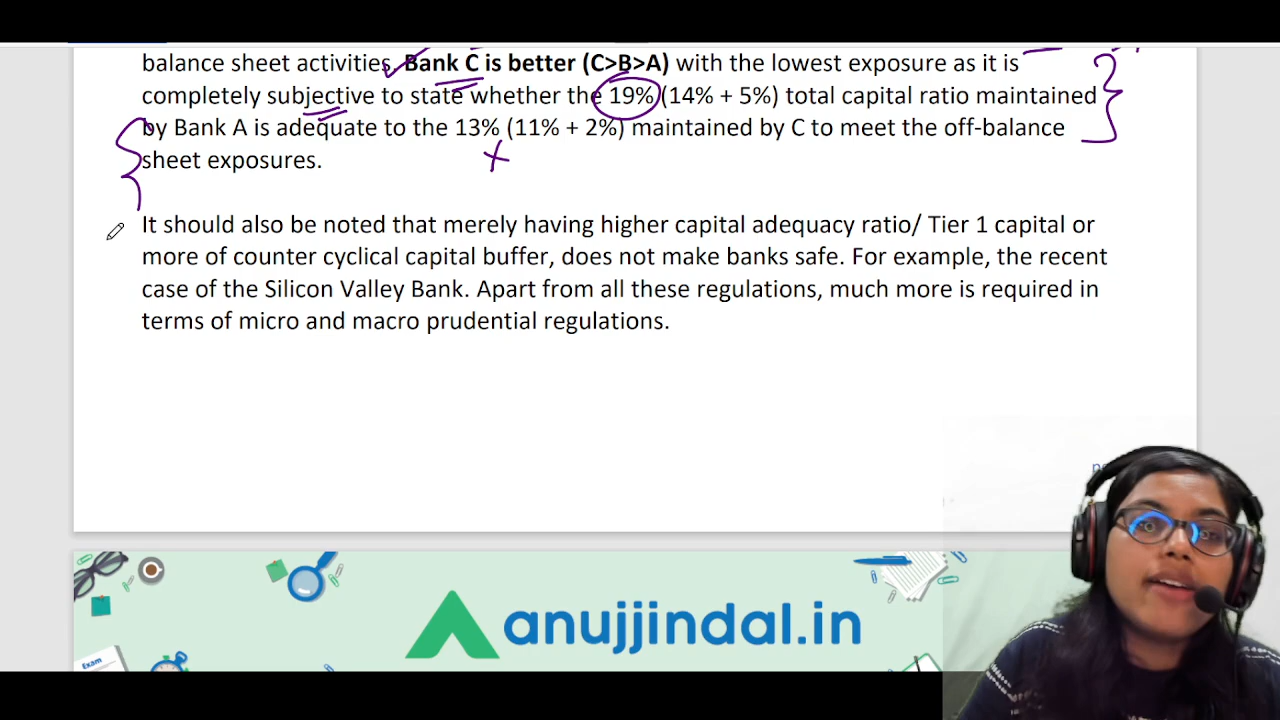 balance sheet activities. Bank C is better (C>B>A) with the lowest exposure as it is
completely subjective to state whether the 19% (14% + 5%) total capital ratio maintained
by Bank A is adequate to the 13% (11% + 2%) maintained by C to meet the off-balance
sheet exposures.
It should also be noted that merely having higher capital adequacy ratio/ Tier 1 capital or
more of counter cyclical capital buffer, does not make banks safe. For example, the recent
case of the Silicon Valley Bank. Apart from all these regulations, much more is required in
terms of micro and macro prudential regulations.
anujjindal.in
Exam